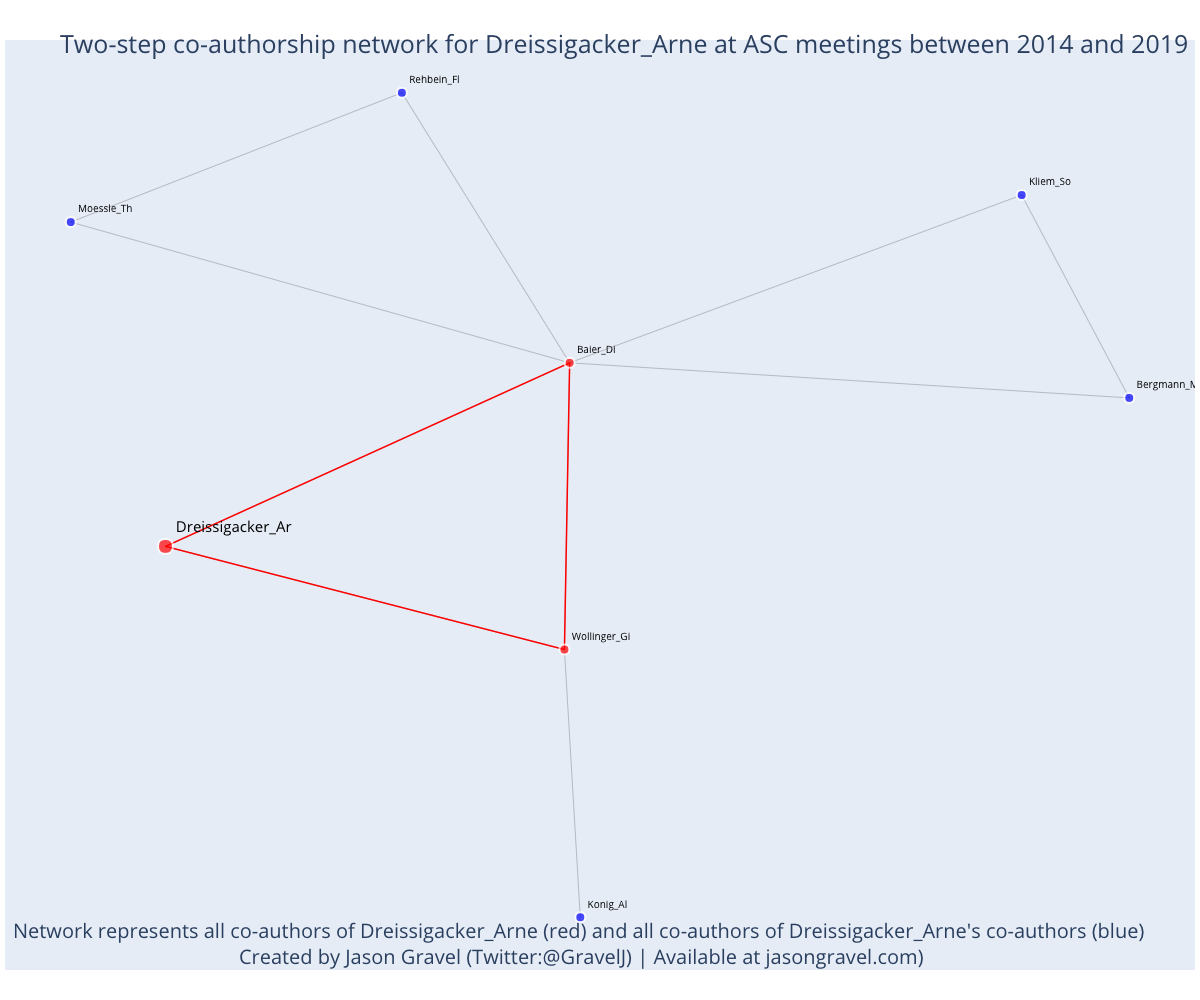 Two-step co-authorship network for Dreissigacker_Arne at ASC meetings between 2014 and 2019
Rehbein_Fl
Kliem_So
Moessle_Th
Baier_Di
Bergmann_M
Dreissigacker_Ar
Wollinger_Gi
Konig_Al
Network represents all co-authors of Dreissigacker_Arne (red) and all co-authors of Dreissigacker_Arne's co-authors (blue)
Created by Jason Gravel (Twitter:@GravelJ) | Available at jasongravel.com)